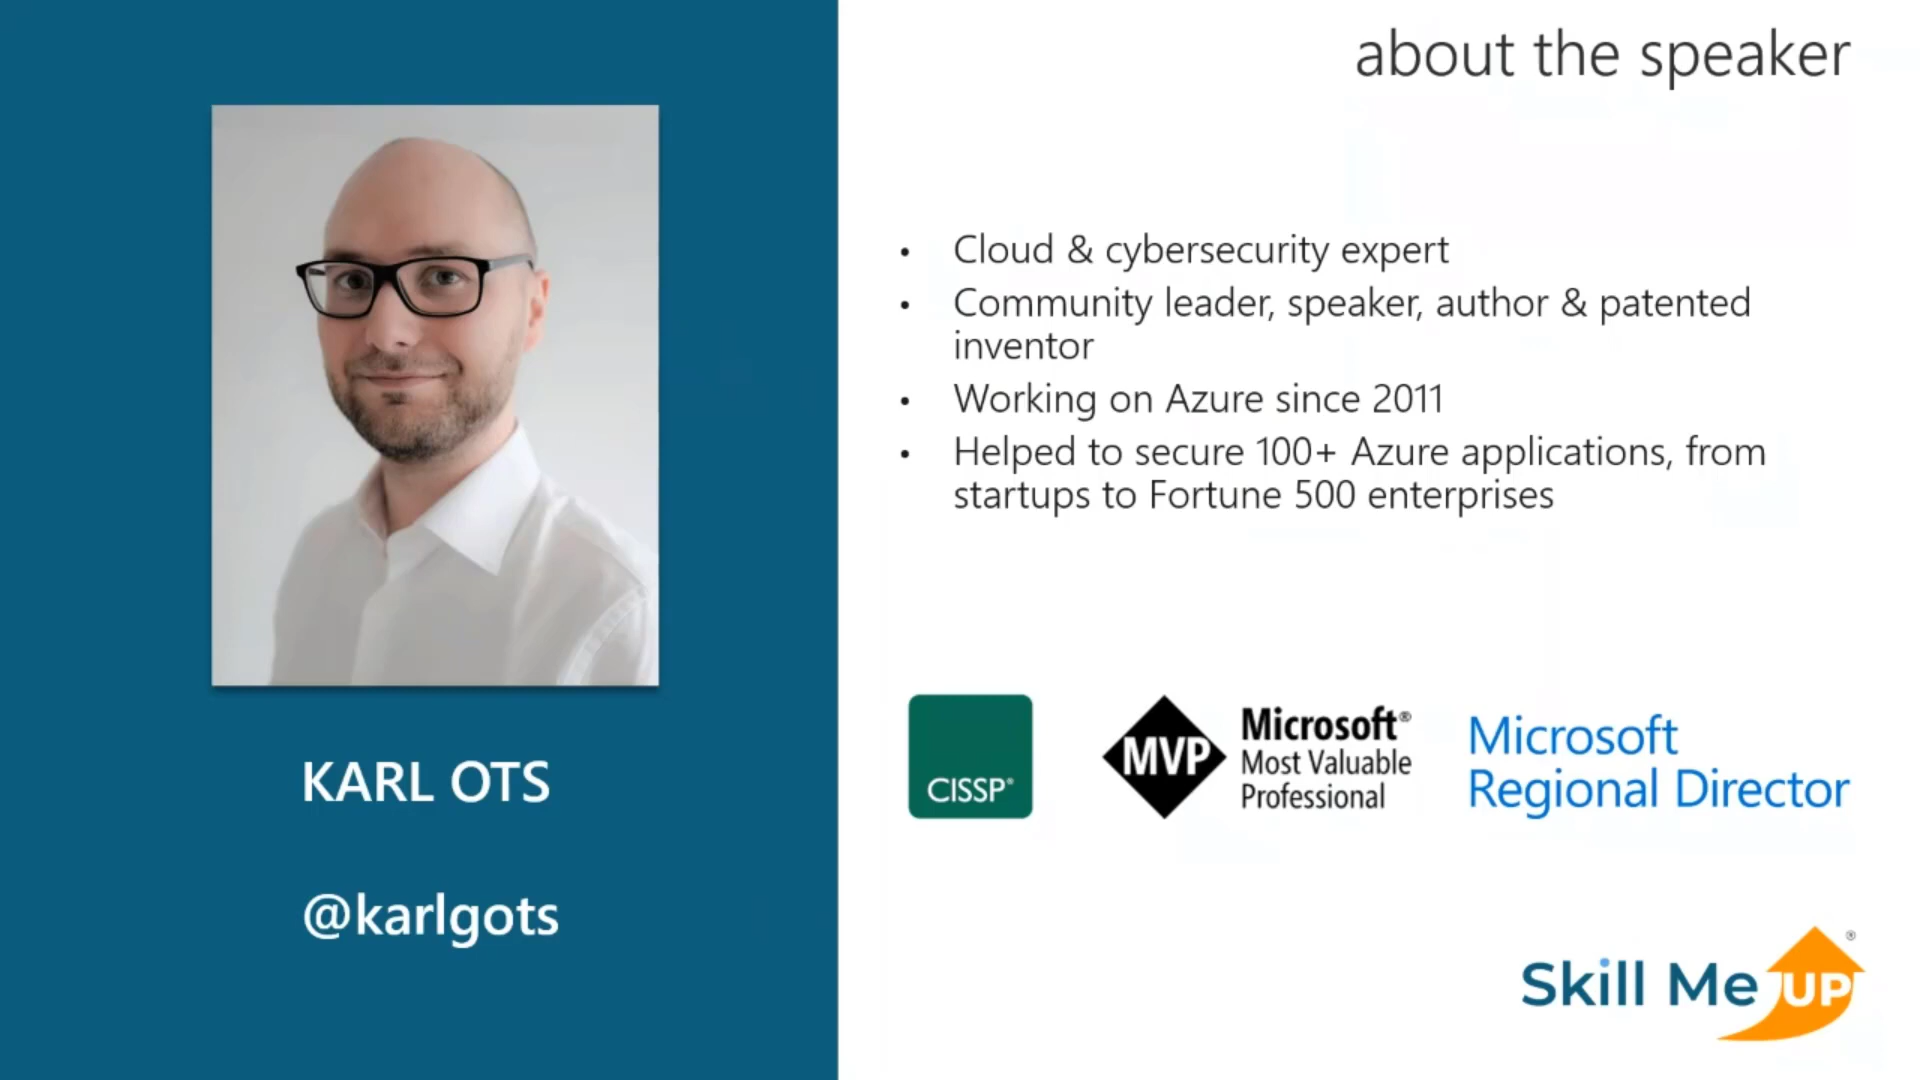 about the speaker
• Cloud & cybersecurity expert
• Community leader, speaker, author & patented
inventor
• Working on Azure since 2011
• Helped to secure 100+ Azure applications, from
startups to Fortune 500 enterprises
KARL OTS
@karlgots
CISSP®
MVP
Microsoft®
Most Valuable
Professional
Microsoft
Regional Director
Skill Me UP®